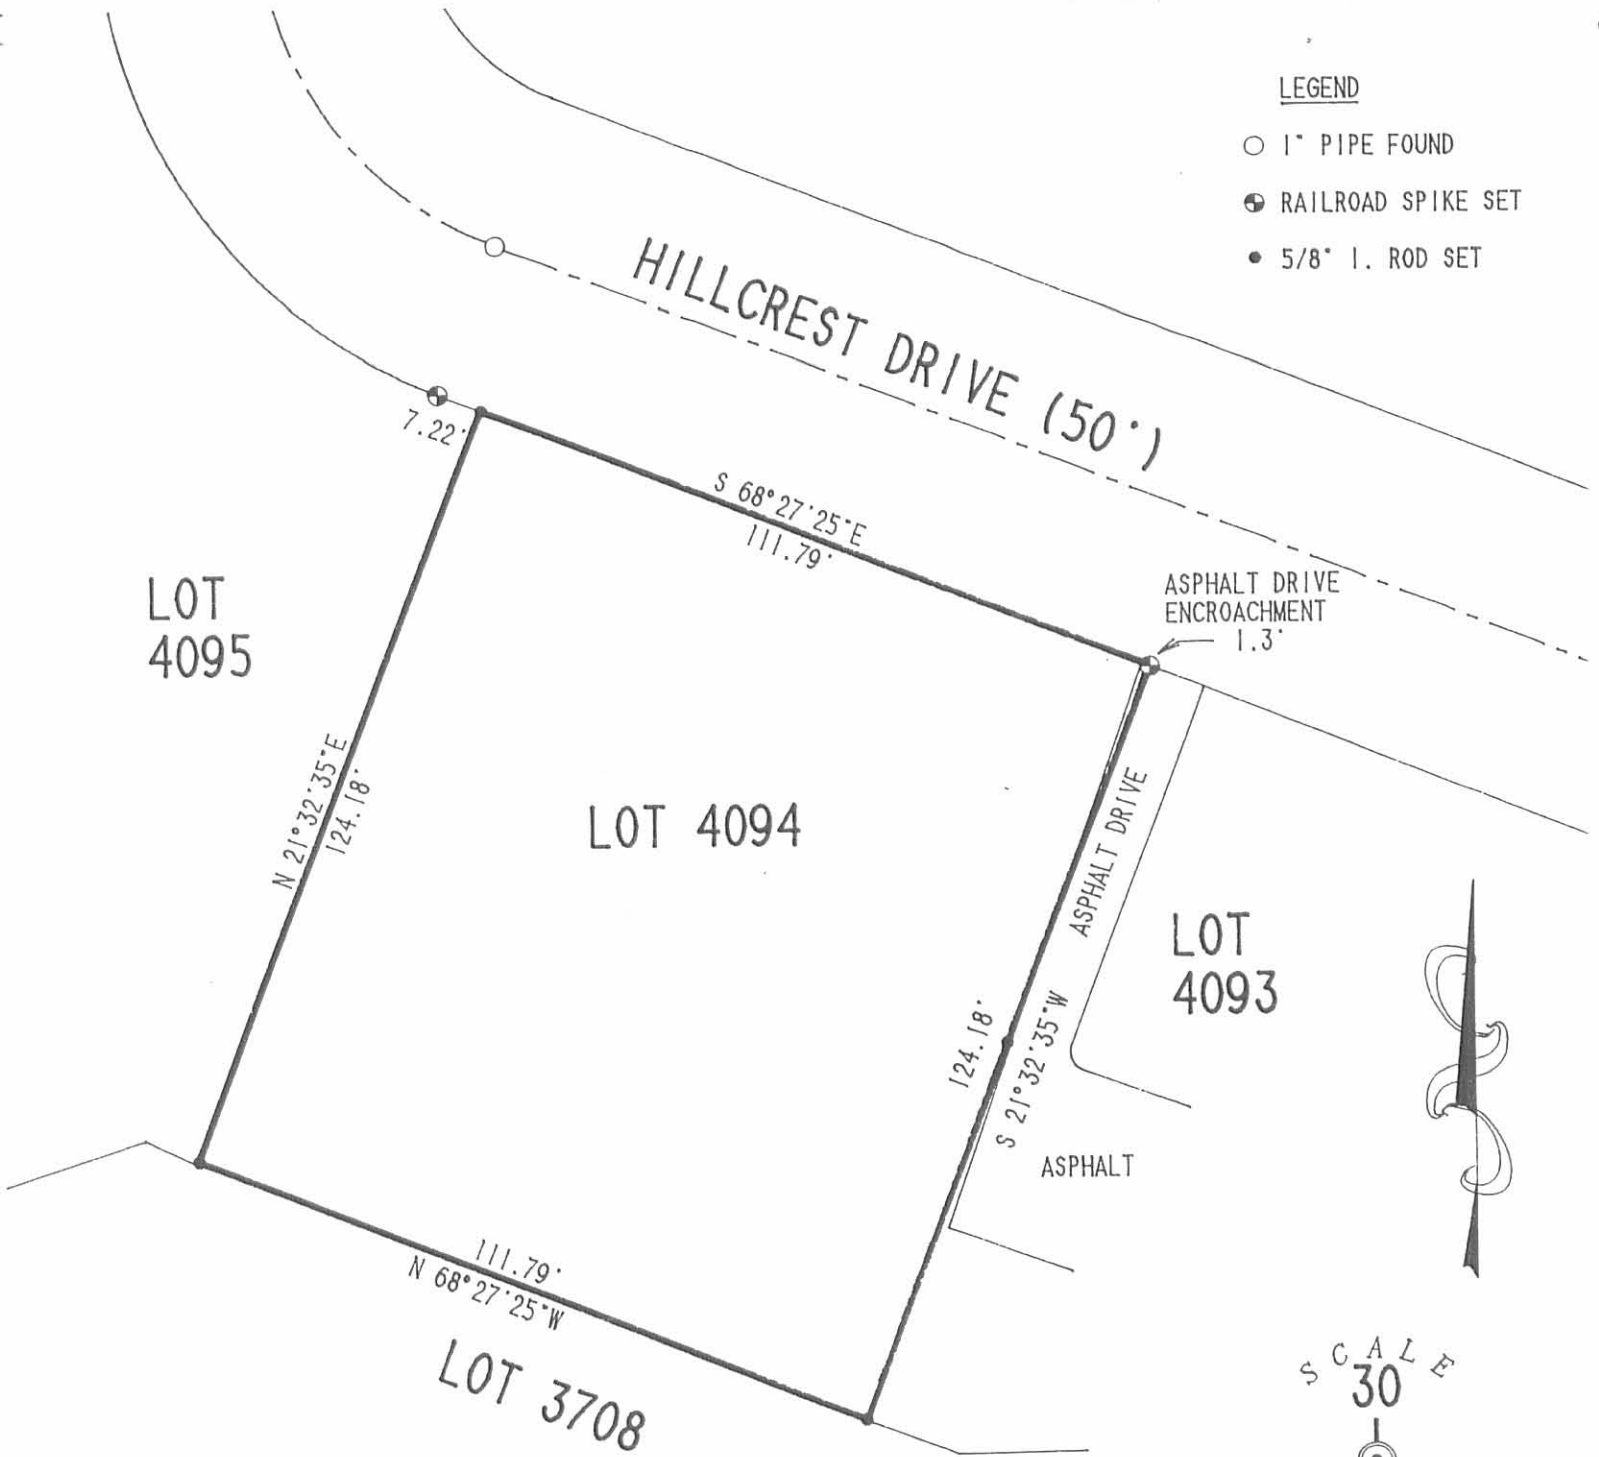 LEGEND
1" PIPE FOUND
RAILROAD SPIKE SET
5/8" I. ROD SET
HILLCREST DRIVE (50')
7.22'
S 68°27'25"E
111.79'
ASPHALT DRIVE
ENCROACHMENT
1.3'
LOT
4095
N 21°32'35"E
124.18'
LOT 4094
ASPHALT DRIVE
LOT
4093
124.18'
S 21°32'35"W
ASPHALT
111.79'
N 68°27'25"W
LOT 3708
SCALE
30